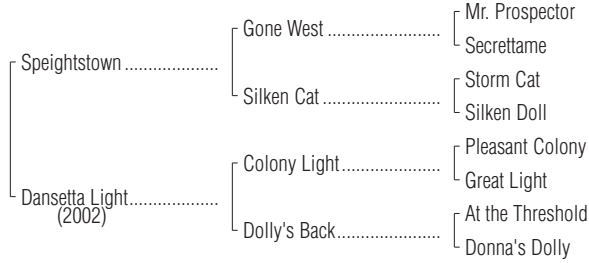 Mr. Prospector
Gone West ........................
Secrettame
Speightstown ....................
Storm Cat
Silken Cat .........................
Silken Doll
Pleasant Colony
Colony Light.....................
Great Light
Dansetta Light...................
(2002)
At the Threshold
Dolly's Back......................
Donna's Dolly